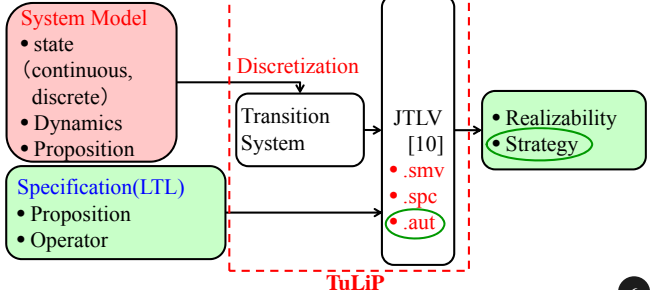 System Model
• state
（continuous,
discrete）
• Dynamics
• Proposition
Discretization
Transition
System
Specification(LTL)
• Proposition
• Operator
JTLV
[10]
• .smv
• .spc
• .aut
• Realizability
• Strategy
TuLiP